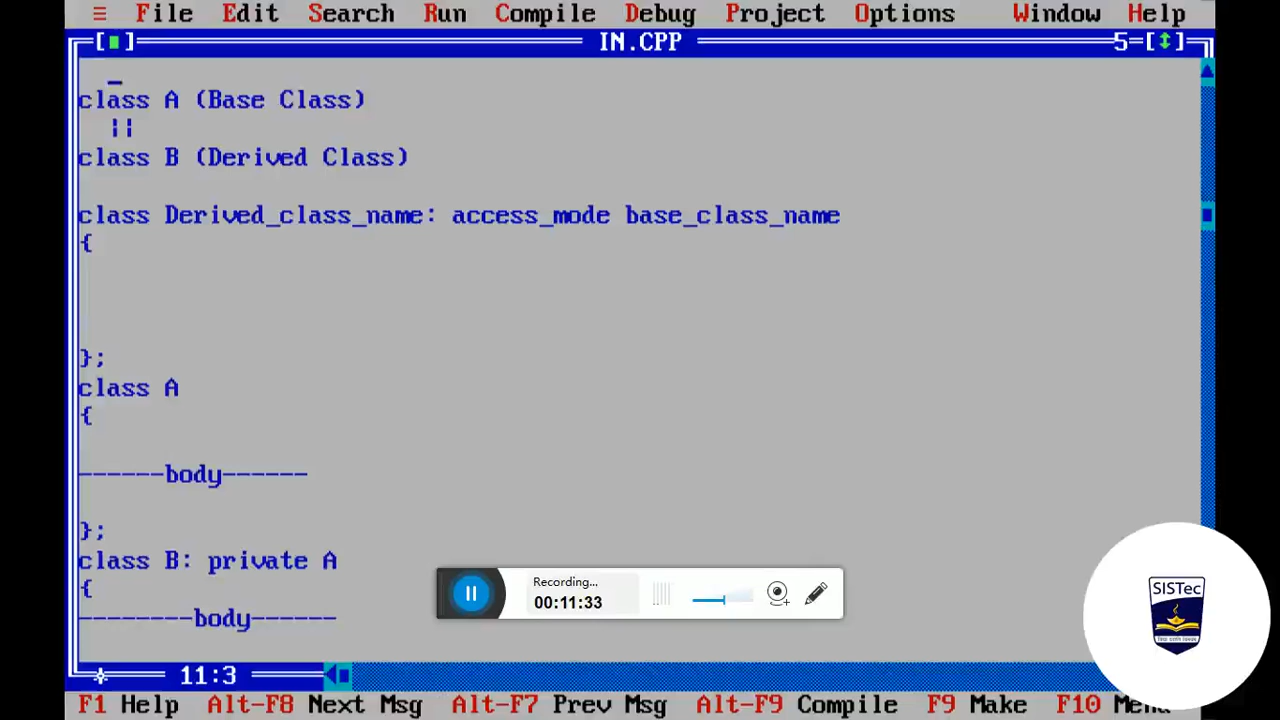 ≡ File Edit Search Run Compile Debug Project Options Window Help
[■] IN.CPP 5=[↕]
class A (Base Class)
||
class B (Derived Class)
class Derived_class_name: access_mode base_class_name
{
};
class A
{
------body------
};
class B: private A
{
--------body------
Recording...
00:11:33
SISTec
11:3
F1 Help Alt-F8 Next Msg Alt-F7 Prev Msg Alt-F9 Compile F9 Make F10 Menu